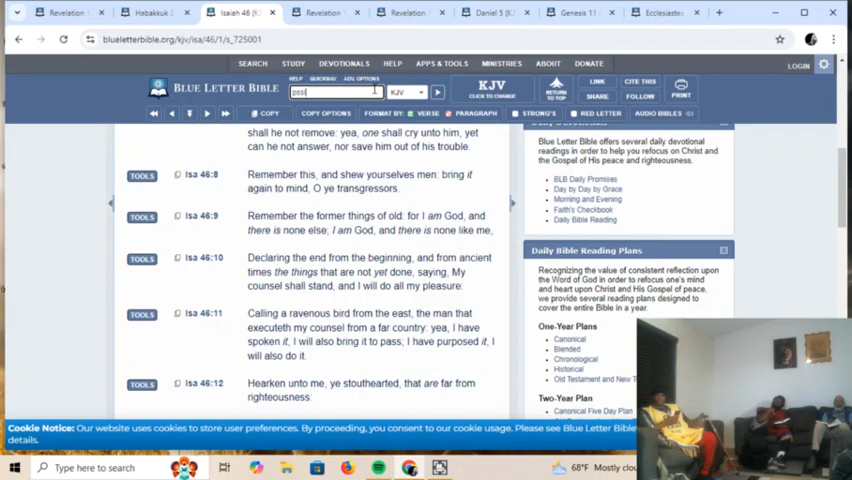 Revelation 1
Habakkuk 2
Isaiah 46 (K
Revelation 1
Revelation
Daniel 5 (K
Genesis 11
Ecclesiastes
blueletterbible.org/kjv/isa/46/1/s_725001
SEARCH STUDY DEVOTIONALS HELP APPS & TOOLS MINISTRIES ABOUT DONATE
LOGIN
BLUE LETTER BIBLE
HELP QUICKNAV ADV. OPTIONS
pssl
KJV
KJV
CLICK TO CHANGE
RETURN TO TOP
LINK
SHARE
CITE THIS
FOLLOW
PRINT
COPY COPY OPTIONS FORMAT BY: VERSE PARAGRAPH STRONG'S RED LETTER AUDIO BIBLES
shall he not remove: yea, one shall cry unto him, yet
can he not answer, nor save him out of his trouble.
TOOLS Isa 46:8 Remember this, and shew yourselves men: bring it
again to mind, O ye transgressors.
TOOLS Isa 46:9 Remember the former things of old: for I am God, and
there is none else; I am God, and there is none like me,
TOOLS Isa 46:10 Declaring the end from the beginning, and from ancient
times the things that are not yet done, saying, My
counsel shall stand, and I will do all my pleasure:
TOOLS Isa 46:11 Calling a ravenous bird from the east, the man that
executeth my counsel from a far country: yea, I have
spoken it, I will also bring it to pass; I have purposed it, I
will also do it.
TOOLS Isa 46:12 Hearken unto me, ye stouthearted, that are far from
righteousness:
Daily Devotionals
Blue Letter Bible offers several daily devotional
readings in order to help you refocus on Christ and
the Gospel of His peace and righteousness.
BLB Daily Promises
Day by Day by Grace
Morning and Evening
Faith's Checkbook
Daily Bible Reading
Daily Bible Reading Plans
Recognizing the value of consistent reflection upon
the Word of God in order to refocus one's mind
and heart upon Christ and His Gospel of peace,
we provide several reading plans designed to
cover the entire Bible in a year.
One-Year Plans
Canonical
Blended
Chronological
Historical
Old Testament and New T
Two-Year Plan
Canonical Five Day Plan
Cookie Notice: Our website uses cookies to store user preferences. By proceeding, you consent to our cookie usage. Please see Blue Letter Bible
details.
Type here to search
68°F Mostly clou